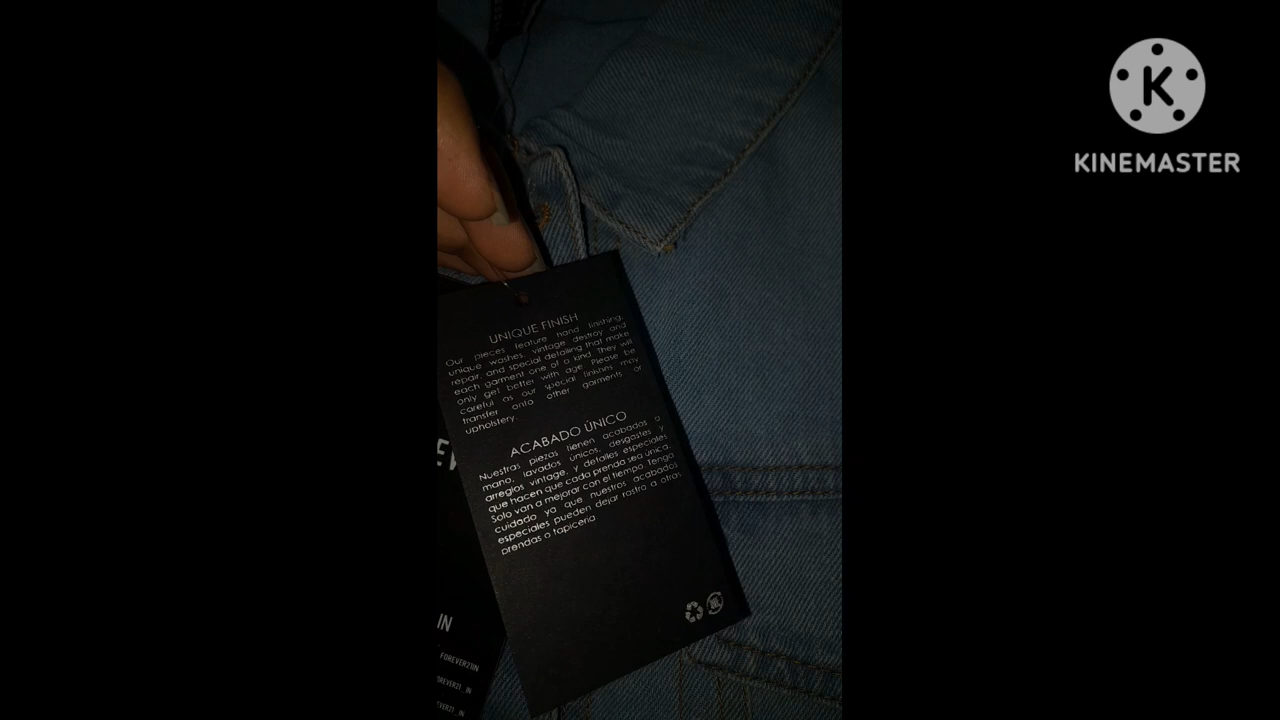 KINEMASTER
UNIQUE FINISH
Our pieces feature hand finishing,
unique washes, vintage destroy and
repair, and special detailing that make
each garment one of a kind. They will
only get better with age. Please be
careful as our special finishes may
transfer onto other garments or
upholstery.
ACABADO ÚNICO
Nuestras piezas tienen acabados a
mano, lavados únicos, desgastes y
arreglos vintage, y detalles especiales
que hacen que cada prenda sea única.
Solo van a mejorar con el tiempo Tenga
cuidado ya que nuestros acabados
especiales pueden dejar rastro a otras
prendas o tapicería
IN
FOREVER21IN
OREVER21_IN
EVER21_IN